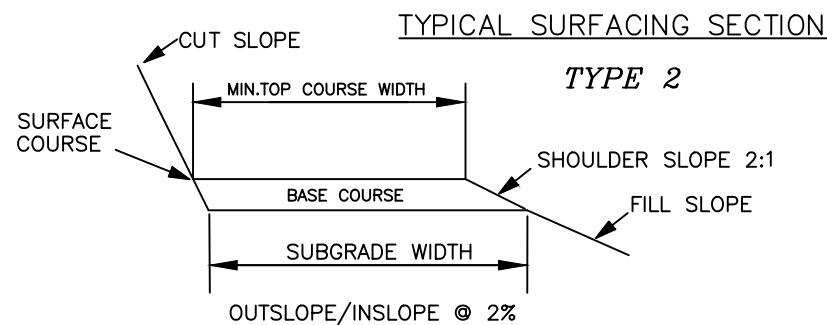 TYPICAL SURFACING SECTION
TYPE 2
CUT SLOPE
MIN.TOP COURSE WIDTH
SURFACE
COURSE
SHOULDER SLOPE 2:1
BASE COURSE
FILL SLOPE
SUBGRADE WIDTH
OUTSLOPE/INSLOPE @ 2%